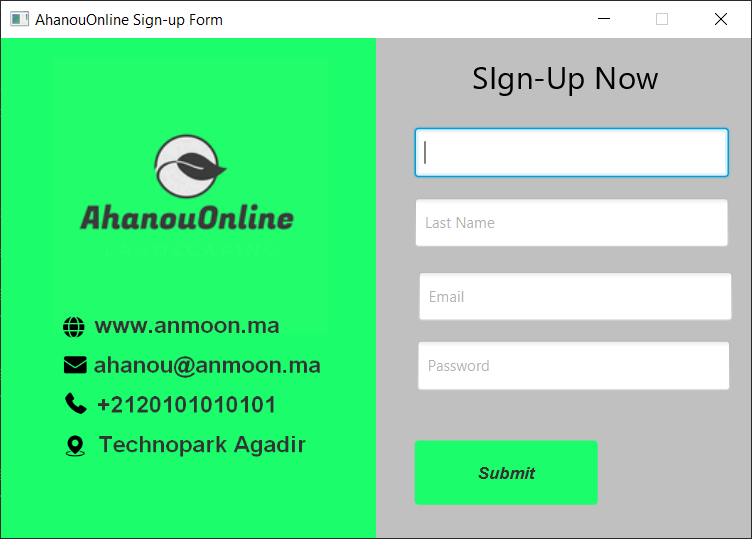 AhanouOnline Sign-up Form
AhanouOnline
www.anmoon.ma
ahanou@anmoon.ma
+2120101010101
Technopark Agadir
SIgn-Up Now
Last Name
Email
Password
Submit